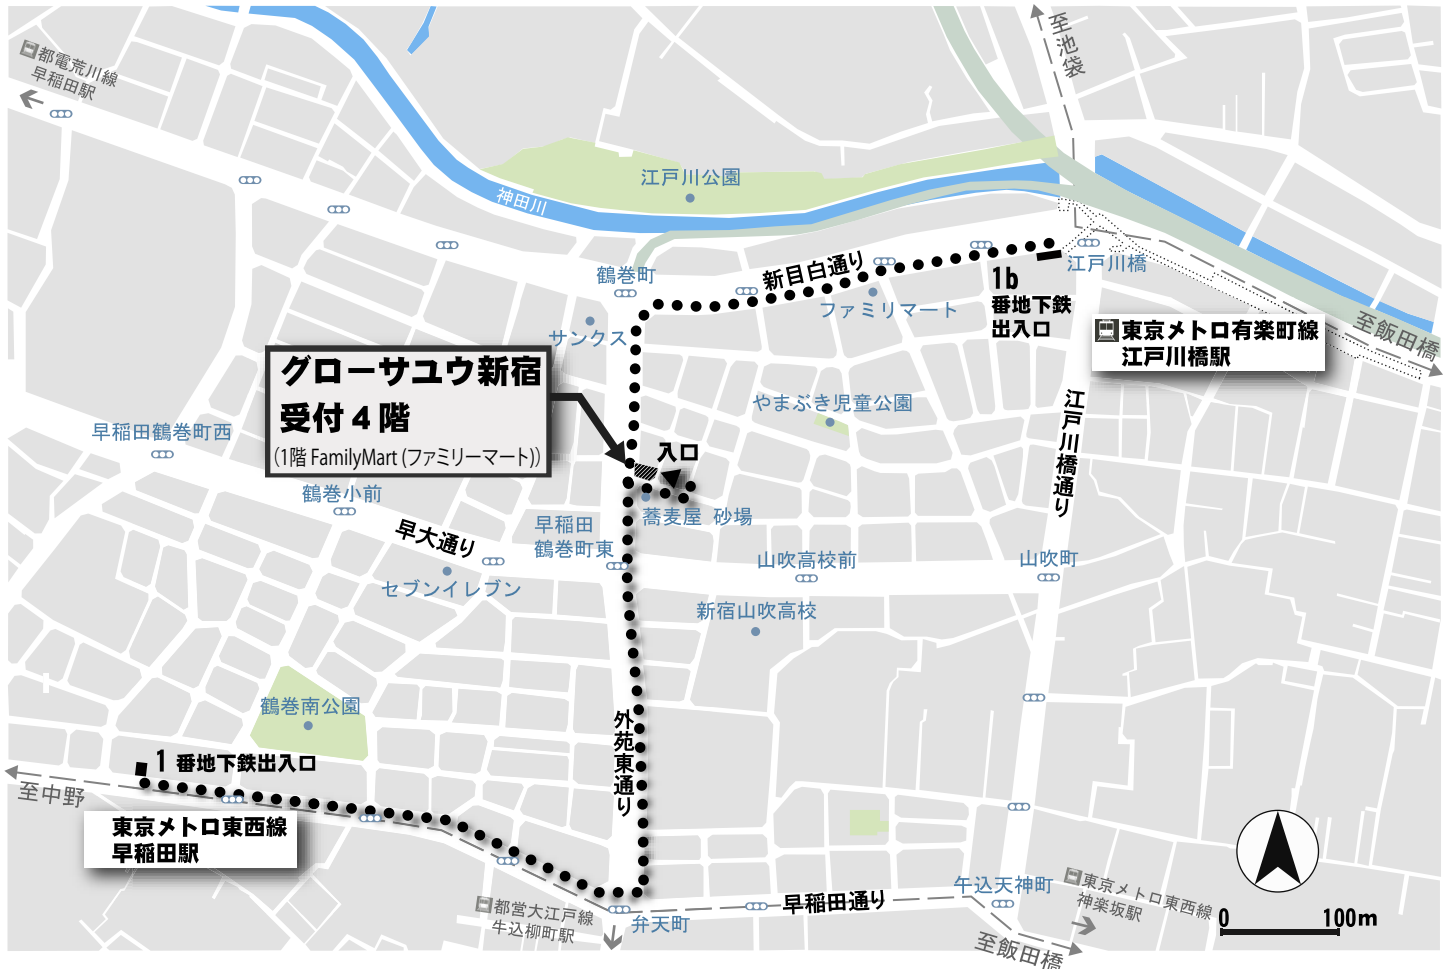 都電荒川線
早稲田駅
至池袋
江戸川公園
神田川
新目白通り
江戸川橋
鶴巻町
1b
番地下鉄
出入口
ファミリマート
サンクス
東京メトロ有楽町線
江戸川橋駅
至飯田橋
グローサユウ新宿
受付４階
(1階 FamilyMart (ファミリーマート))
やまぶき児童公園
江戸川橋通り
早稲田鶴巻町西
入口
鶴巻小前
早大通り
早稲田
鶴巻町東
蕎麦屋 砂場
セブンイレブン
山吹高校前
山吹町
新宿山吹高校
鶴巻南公園
外苑東通り
1 番地下鉄出入口
至中野
東京メトロ東西線
早稲田駅
都営大江戸線
牛込柳町駅
弁天町
早稲田通り
午込天神町
東京メトロ東西線
神楽坂駅
至飯田橋
0 100m